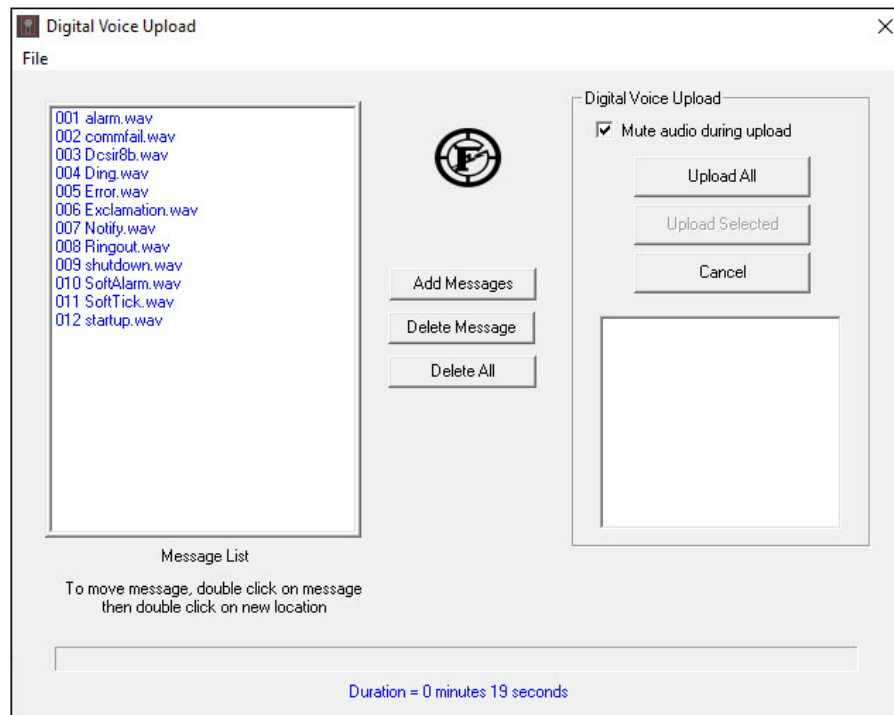 Digital Voice Upload
File
001 alarm.wav
002 commfail.wav
003 Dcsir8b.wav
004 Ding.wav
005 Error.wav
006 Exclamation.wav
007 Notify.wav
008 Ringout.wav
009 shutdown.wav
010 SoftAlarm.wav
011 SoftTick.wav
012 startup.wav
Message List
To move message, double click on message
then double click on new location
F
Add Messages
Delete Message
Delete All
Digital Voice Upload
Mute audio during upload
Upload All
Upload Selected
Cancel
Duration = 0 minutes 19 seconds